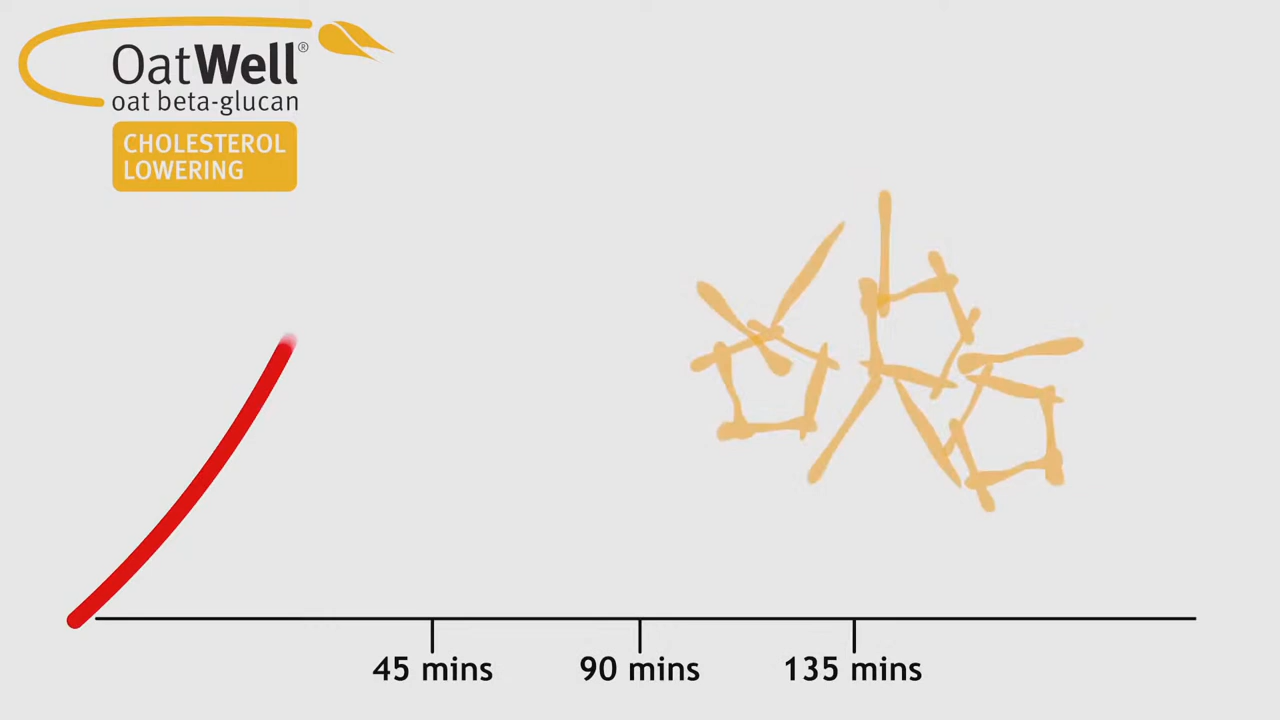 OatWell®
oat beta-glucan
CHOLESTEROL
LOWERING
45 mins
90 mins
135 mins